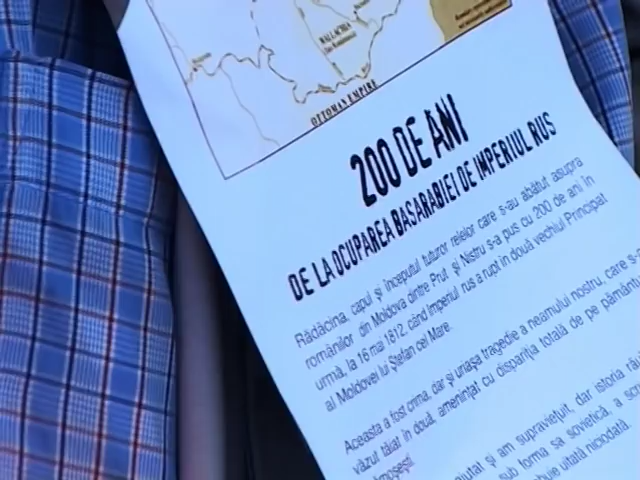 WALLACHIA
OTTOMAN EMPIRE
200 DE ANI
DE LA OCUPAREA BASARABIEI DE IMPERIUL RUS
Rădăcina, capul și începutul tuturor relelor care s-au abătut asupra
românilor din Moldova dintre Prut și Nistru s-a pus cu 200 de ani în
urmă, la 16 mai 1812, când Imperiul rus a rupt în două vechiul Principat
al Moldovei lui Ștefan cel Mare.
Aceasta a fost crima, dar și uriașa tragedie a neamului nostru, care s-a
văzut tăiat în două, amenințat cu dispariția totală de pe pământ
și am supraviețuit, dar istoria
sub forma sa sovietică, a
uitată niciodată.